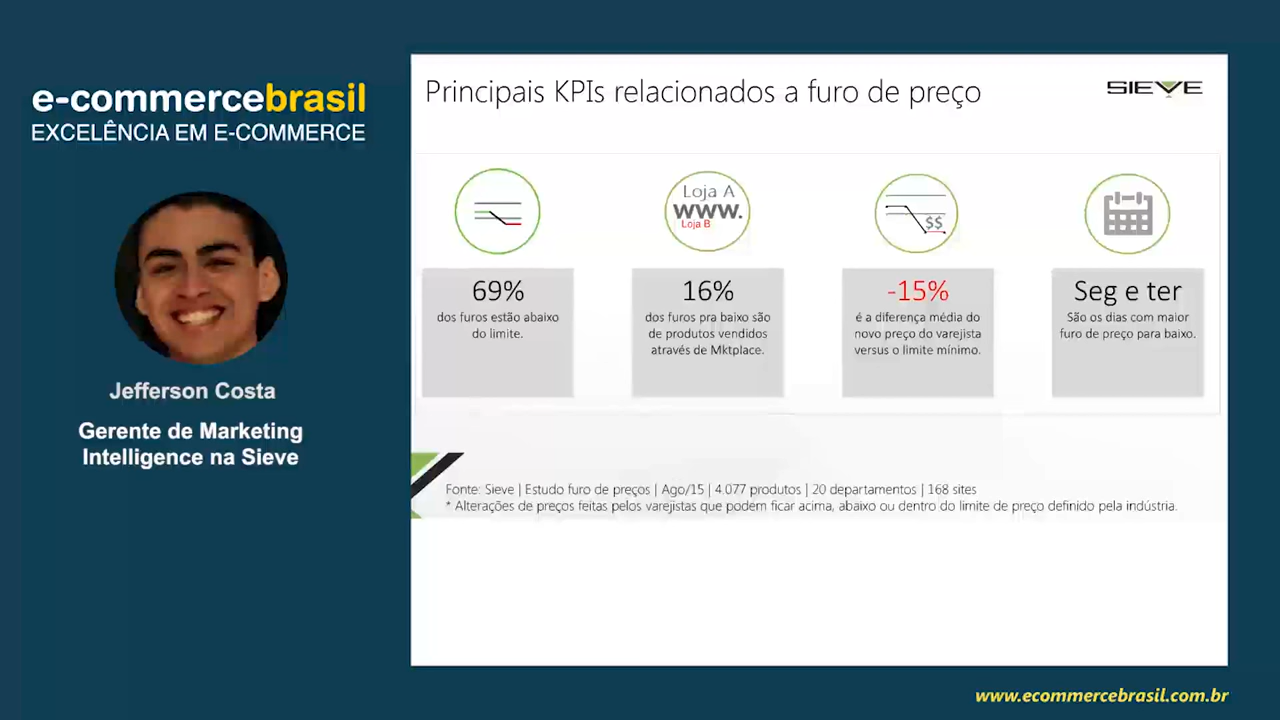 e-commercebrasil
EXCELÊNCIA EM E-COMMERCE
Jefferson Costa
Gerente de Marketing
Intelligence na Sieve
Principais KPIs relacionados a furo de preço
SIEVE
69%
dos furos estão abaixo
do limite.
Loja A
www.
Loja B
16%
dos furos pra baixo são
de produtos vendidos
através de Mktplace.
$$
-15%
é a diferença média do
novo preço do varejista
versus o limite mínimo.
Seg e ter
São os dias com maior
furo de preço para baixo.
Fonte: Sieve | Estudo furo de preços | Ago/15 | 4.077 produtos | 20 departamentos | 168 sites
* Alterações de preços feitas pelos varejistas que podem ficar acima, abaixo ou dentro do limite de preço definido pela indústria.
www.ecommercebrasil.com.br